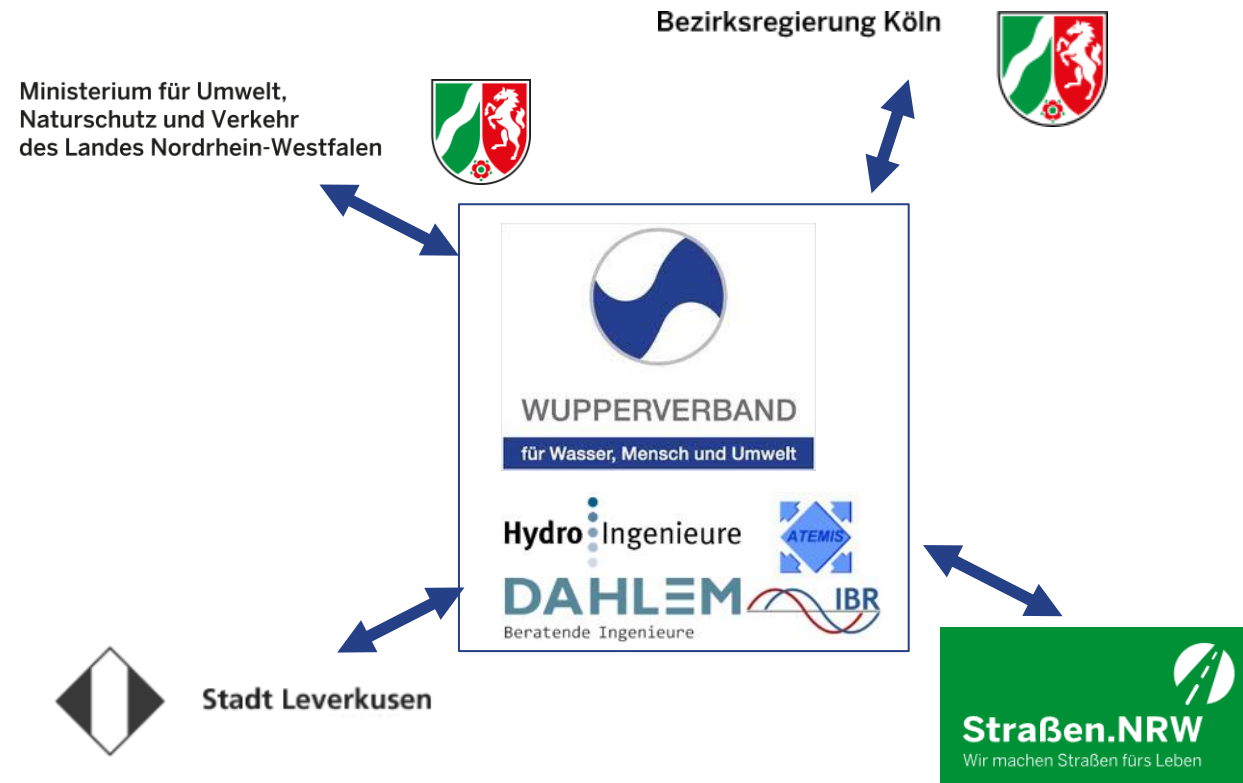 Bezirksregierung Köln
Ministerium für Umwelt,
Naturschutz und Verkehr
des Landes Nordrhein-Westfalen
WUPPERVERBAND
für Wasser, Mensch und Umwelt
Hydro Ingenieure
ATEMIS
DAHLEM
IBR
Beratende Ingenieure
Stadt Leverkusen
Straßen.NRW
Wir machen Straßen fürs Leben